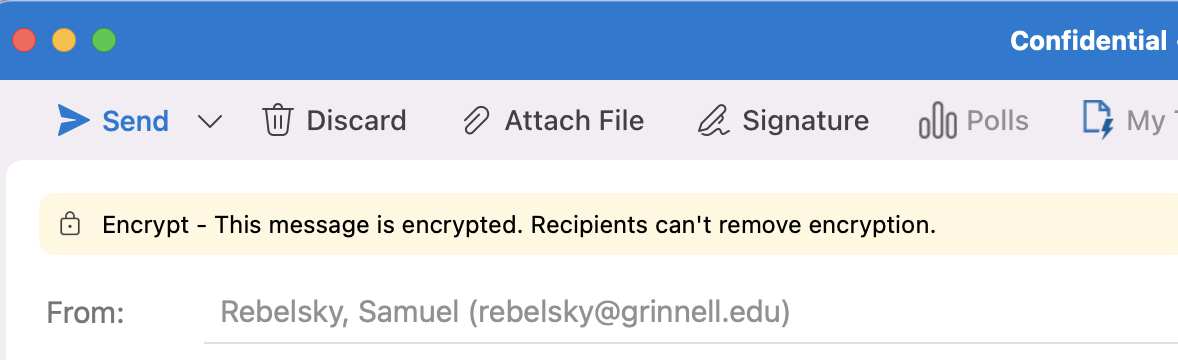 Confidential
Send Discard Attach File Signature Polls My
Encrypt - This message is encrypted. Recipients can't remove encryption.
From: Rebelsky, Samuel (rebelsky@grinnell.edu)